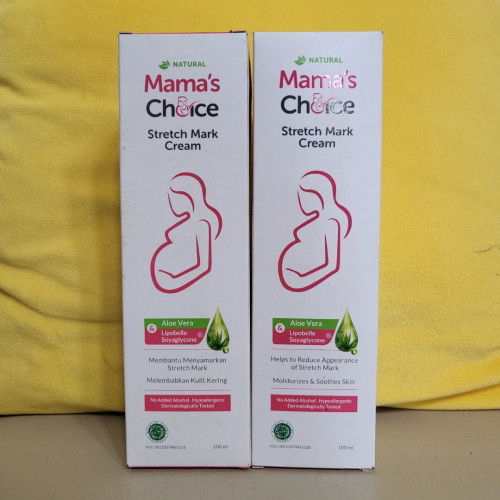 NATURAL
Mama's
Choice
Stretch Mark
Cream
Aloe Vera
&
Lipobelle
Soyaglycone
®
Membantu Menyamarkan
Stretch Mark
Melembabkan Kulit Kering
No Added Alcohol . Hypoallergenic
Dermatologically Tested
100 ml
NATURAL
Mama's
Choice
Stretch Mark
Cream
Aloe Vera
&
Lipobelle
Soyaglycone
®
Helps to Reduce Appearance
of Stretch Mark
Moisturizes & Soothes Skin
No Added Alcohol . Hypoallergenic
Dermatologically Tested
100 ml